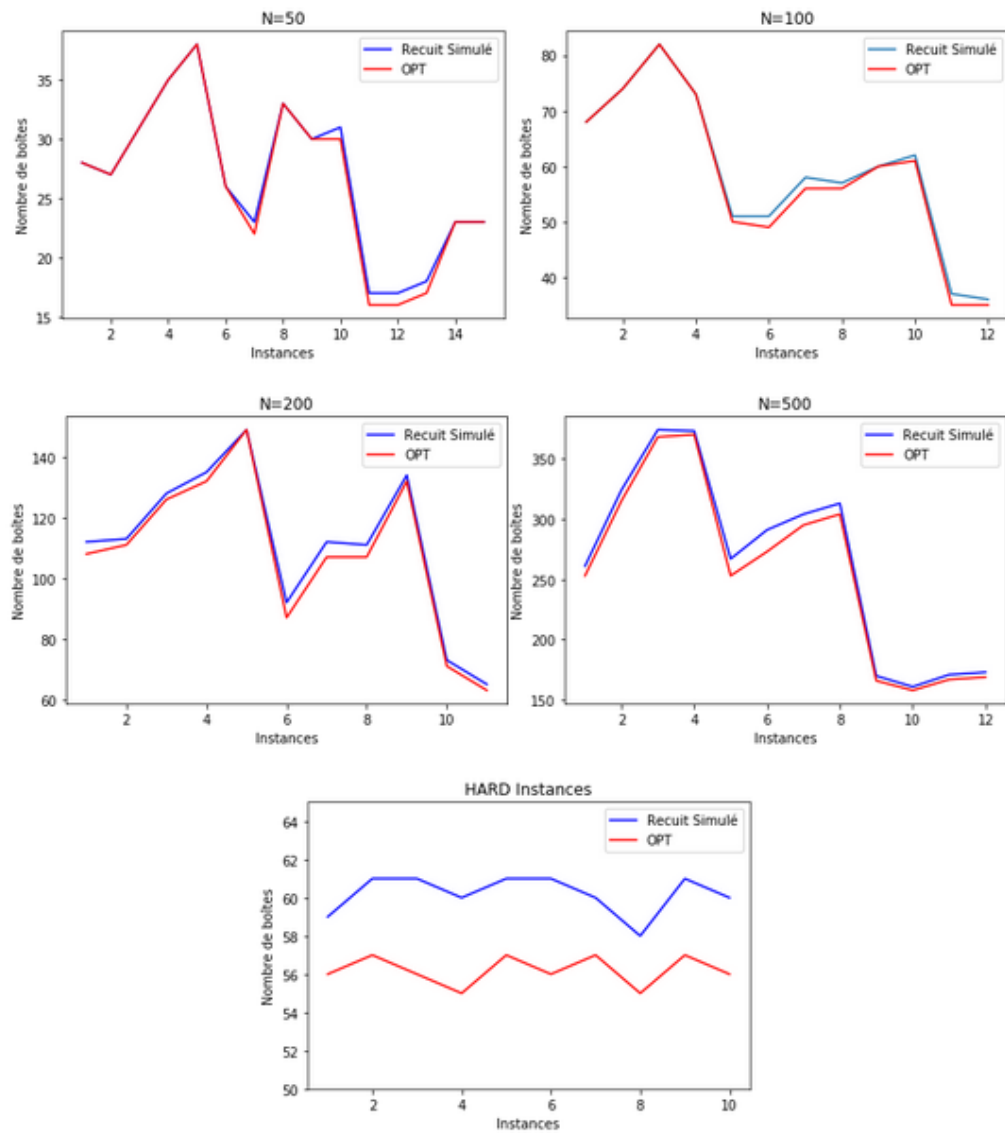 N=50
Recuit Simulé
OPT
Nombre de boîtes
35
30
25
20
15
2 4 6 8 10 12 14
Instances
N=100
Recuit Simulé
OPT
Nombre de boîtes
80
70
60
50
40
2 4 6 8 10 12
Instances
N=200
Recuit Simulé
OPT
Nombre de boîtes
140
120
100
80
60
2 4 6 8 10
Instances
N=500
Recuit Simulé
OPT
Nombre de boîtes
350
300
250
200
150
2 4 6 8 10 12
Instances
HARD Instances
Recuit Simulé
OPT
Nombre de boîtes
64
62
60
58
56
54
52
50
2 4 6 8 10
Instances